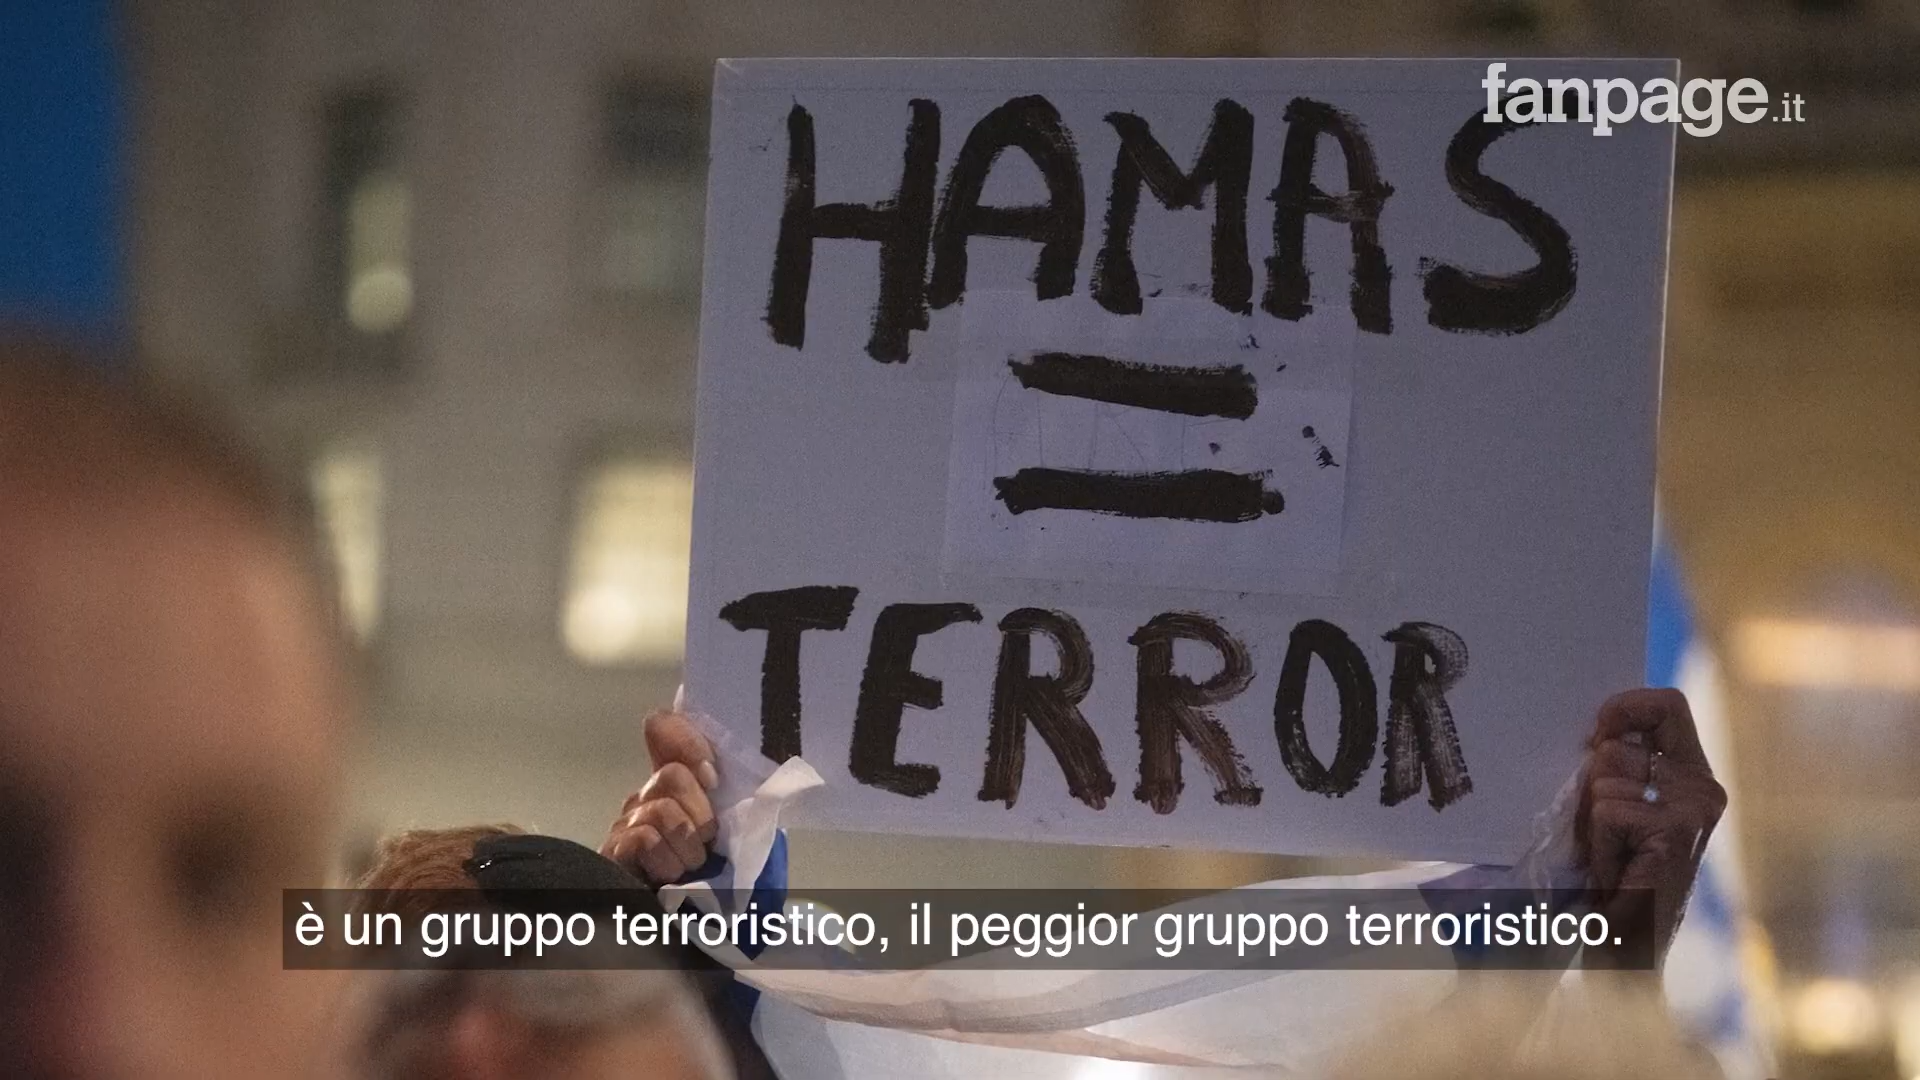 fanpage.it
HAMAS
=
TERROR
è un gruppo terroristico, il peggior gruppo terroristico.